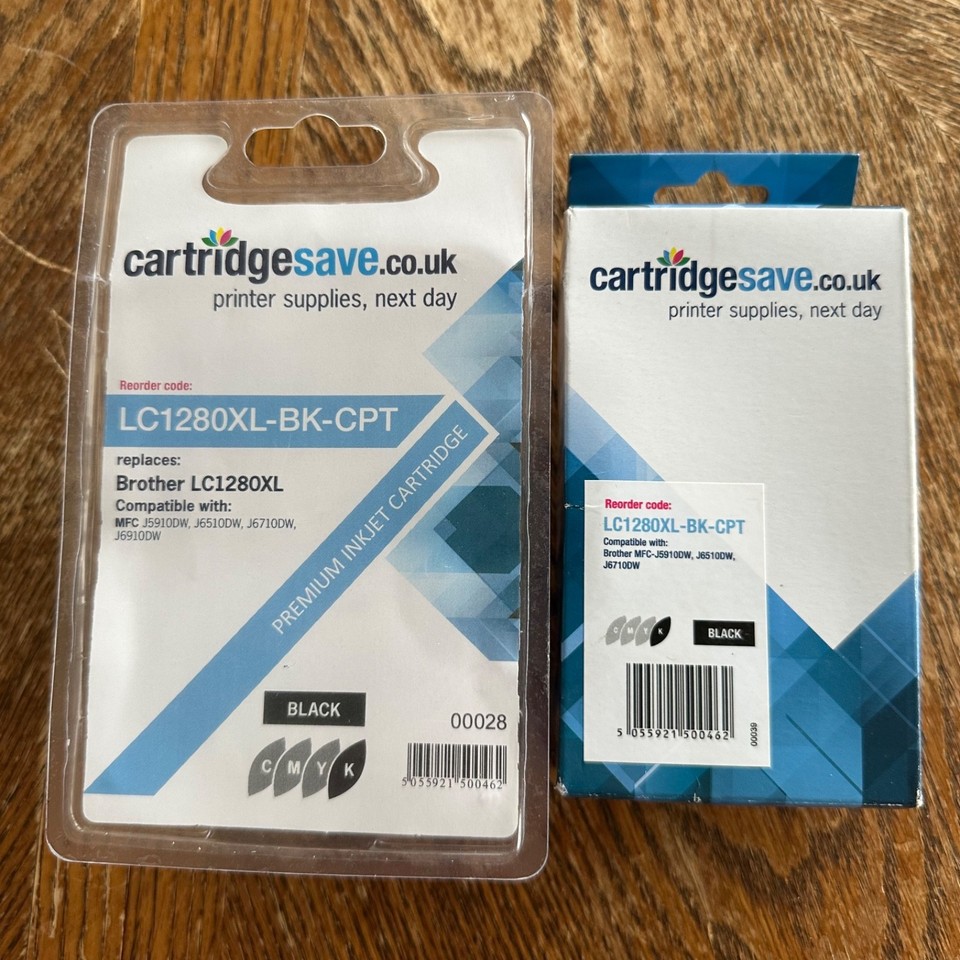 cartridgesave.co.uk
printer supplies, next day
Reorder code:
LC1280XL-BK-CPT
replaces:
Brother LC1280XL
Compatible with:
MFC J5910DW, J6510DW, J6710DW,
J6910DW
PREMIUM INKJET CARTRIDGE
BLACK
C M Y K
00028
5 055921 500462
cartridgesave.co.uk
printer supplies, next day
Reorder code:
LC1280XL-BK-CPT
Compatible with:
Brother MFC-J5910DW, J6510DW,
J6710DW
C M Y K
BLACK
5 055921 500462
00039